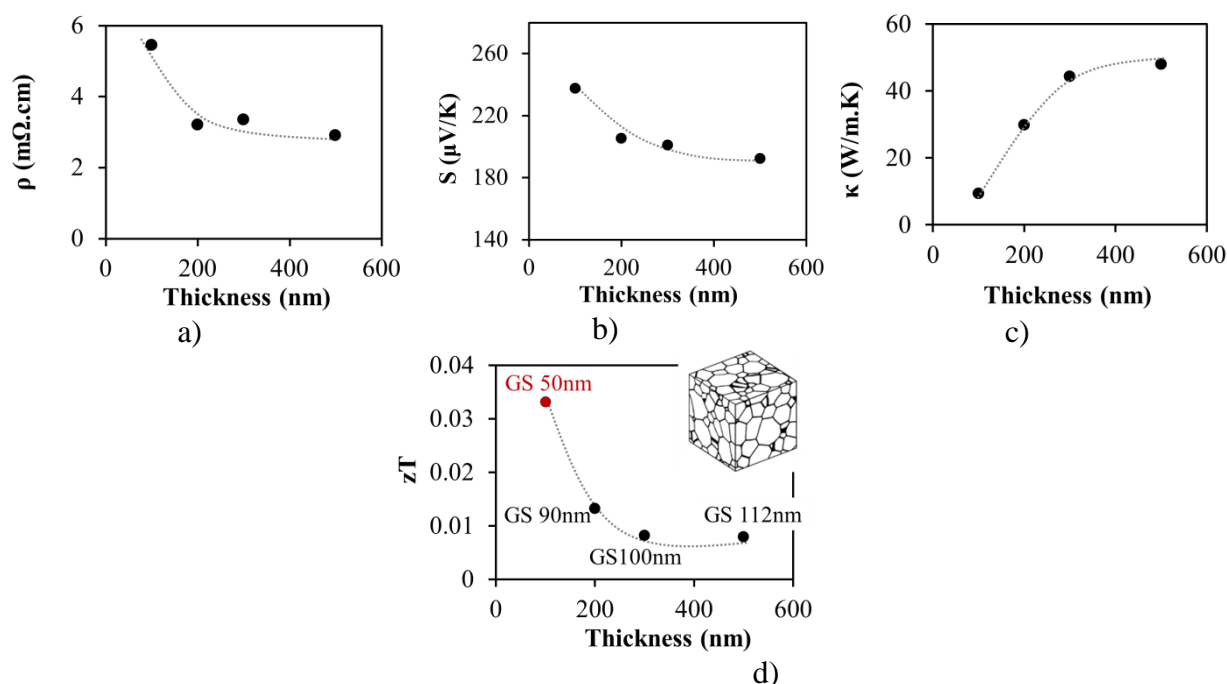 6
4
2
0
ρ (mΩ.cm)
0 200 400 600
Thickness (nm)
a)
260
220
180
140
S (µV/K)
0 200 400 600
Thickness (nm)
b)
60
40
20
0
κ (W/m.K)
0 200 400 600
Thickness (nm)
c)
0.04
0.03
0.02
0.01
0
zT
GS 50nm
GS 90nm
GS100nm
GS 112nm
0 200 400 600
Thickness (nm)
d)